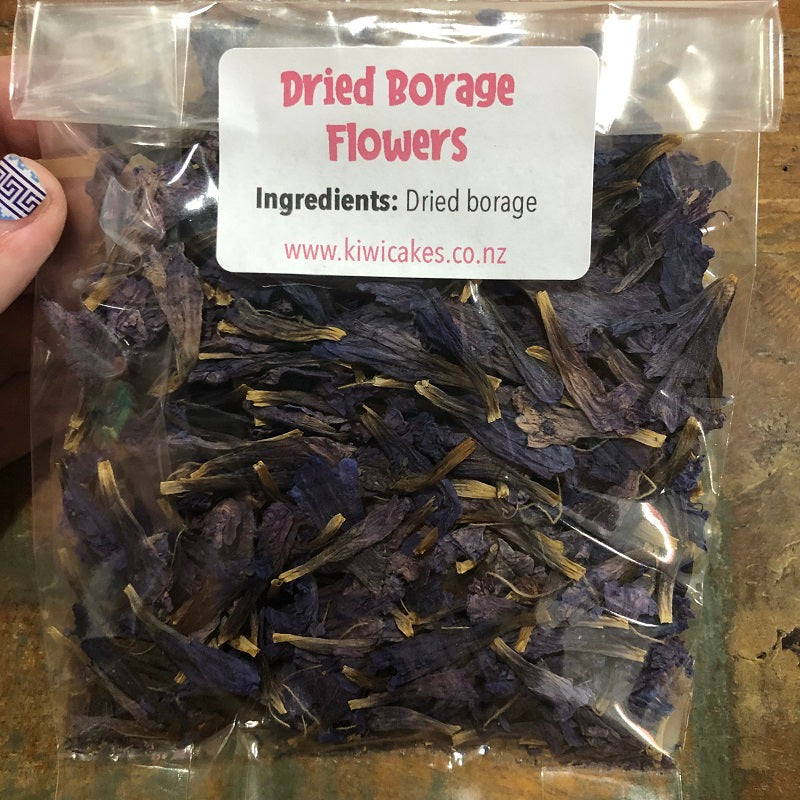 Dried Borage
Flowers
Ingredients: Dried borage
www.kiwicakes.co.nz